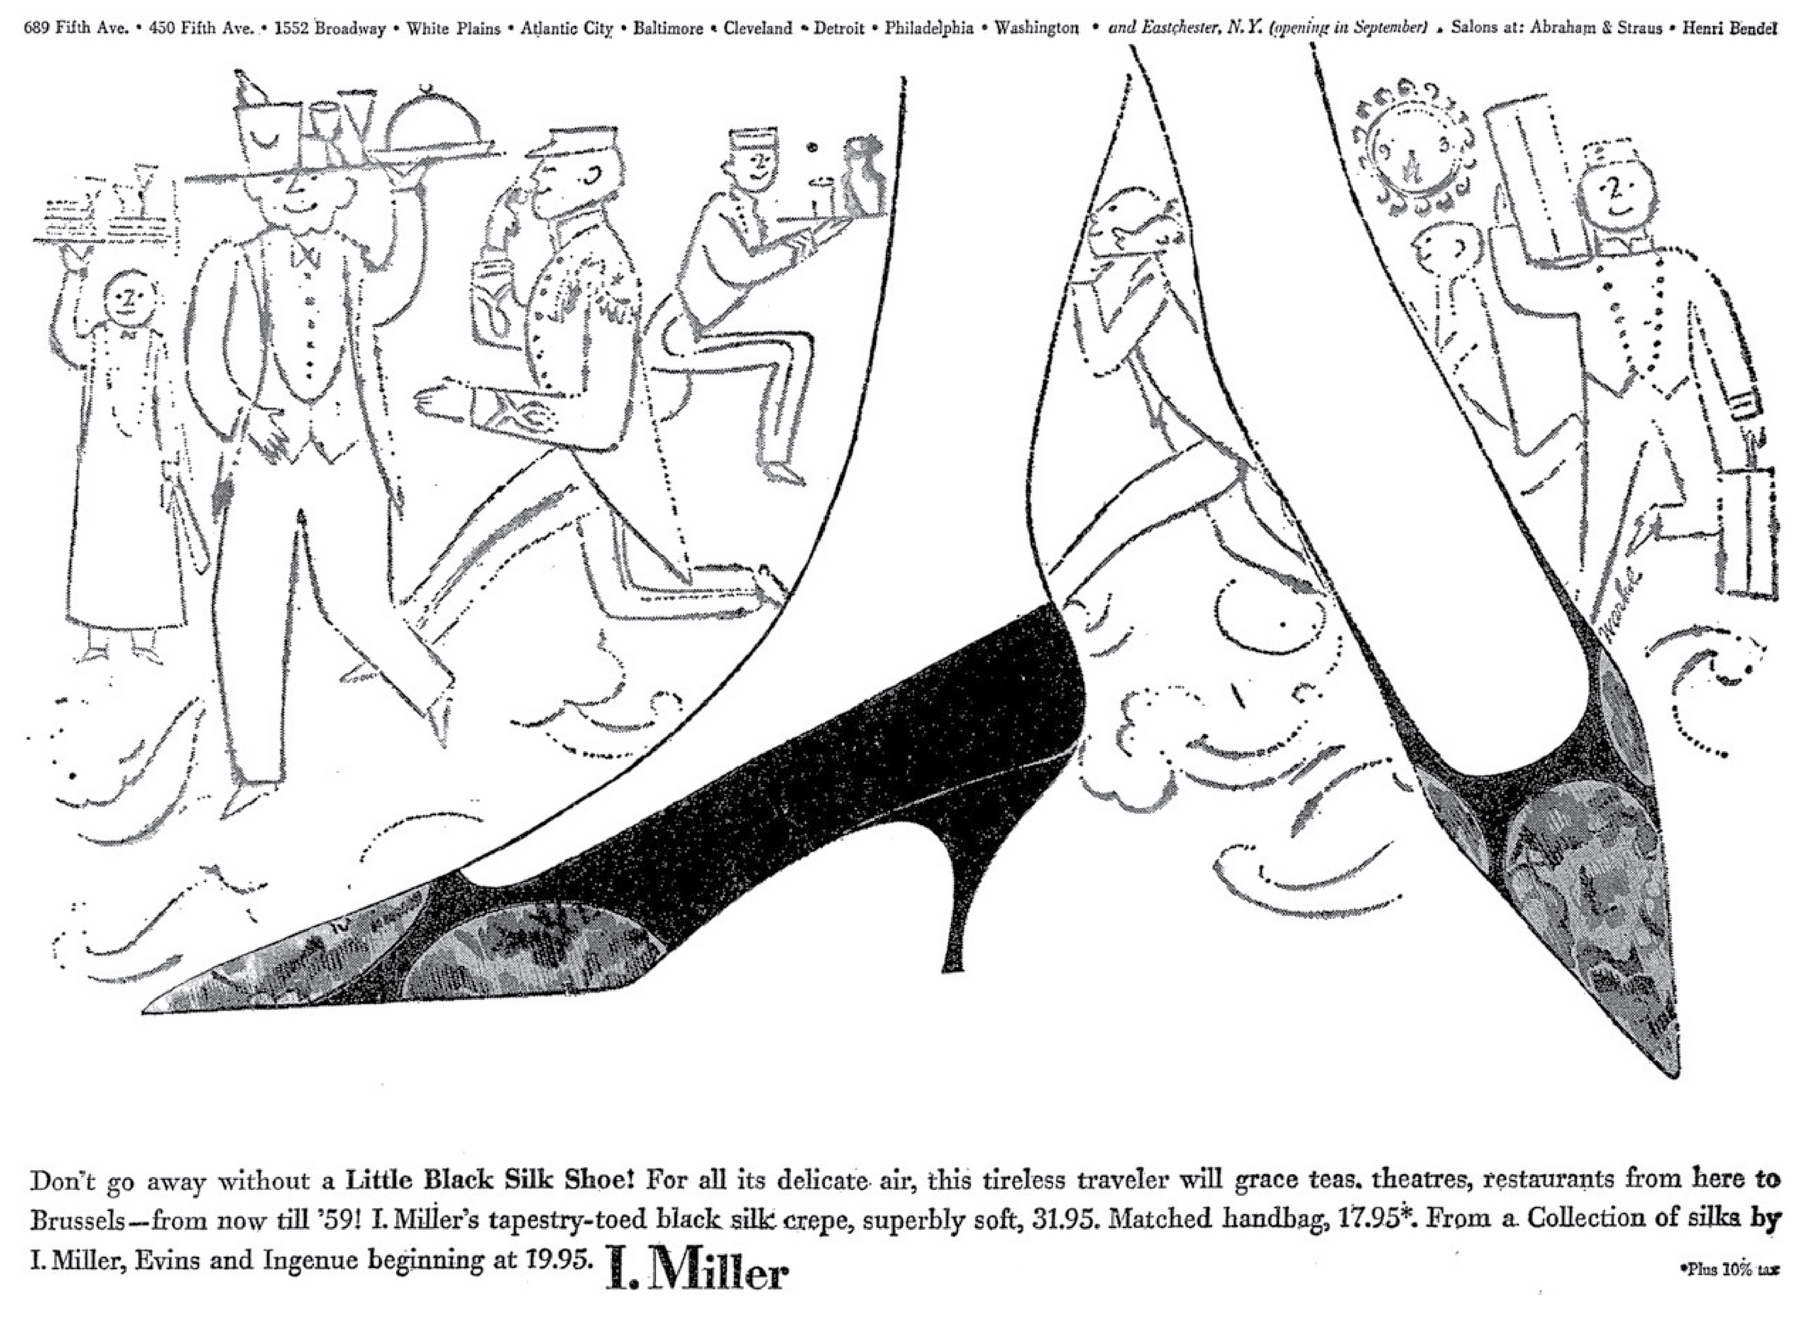 689 Fifth Ave. • 450 Fifth Ave. • 1552 Broadway • White Plains • Atlantic City • Baltimore • Cleveland • Detroit • Philadelphia • Washington • and Eastchester, N.Y. (opening in September) • Salons at: Abraham & Straus • Henri Bendel
9 3
Warhol
Don't go away without a Little Black Silk Shoe! For all its delicate air, this tireless traveler will grace teas, theatres, restaurants from here to
Brussels—from now till '59! I. Miller's tapestry-toed black silk crepe, superbly soft, 31.95. Matched handbag, 17.95*. From a Collection of silks by
I. Miller, Evins and Ingenue beginning at 19.95. I. Miller
*Plus 10% tax